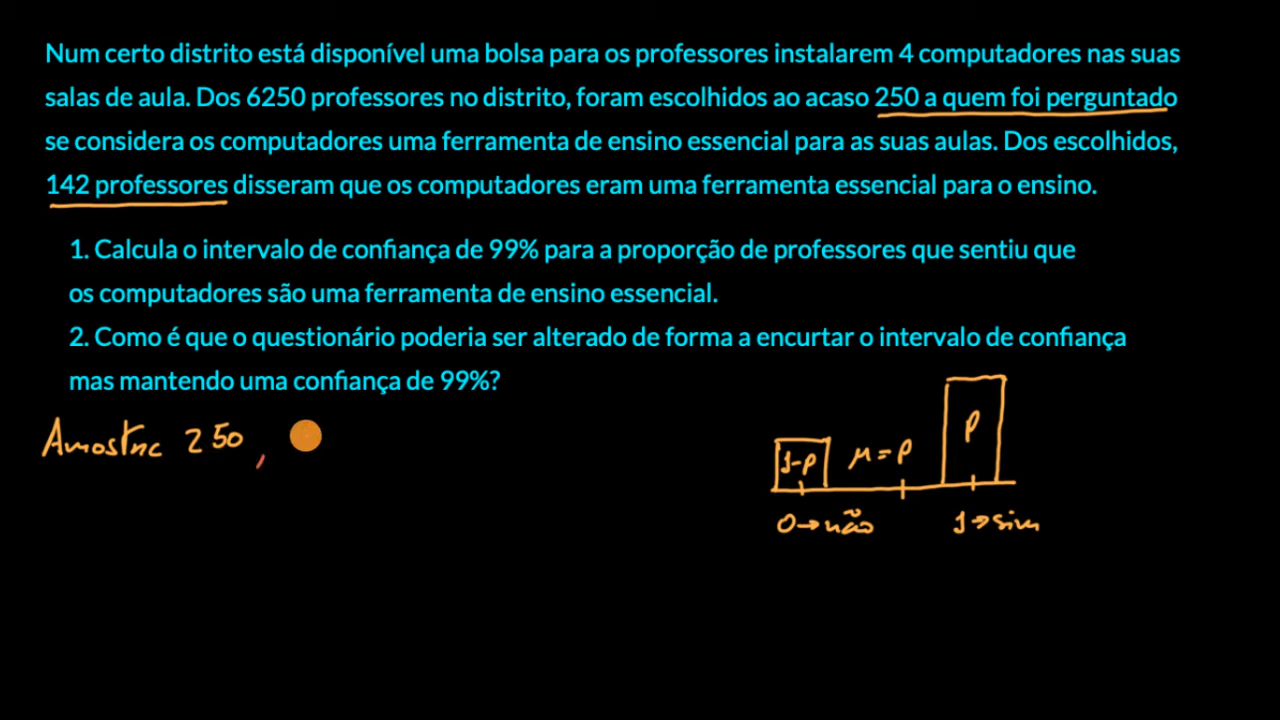 Num certo distrito está disponível uma bolsa para os professores instalarem 4 computadores nas suas
salas de aula. Dos 6250 professores no distrito, foram escolhidos ao acaso 250 a quem foi perguntado
se considera os computadores uma ferramenta de ensino essencial para as suas aulas. Dos escolhidos,
142 professores disseram que os computadores eram uma ferramenta essencial para o ensino.
1. Calcula o intervalo de confiança de 99% para a proporção de professores que sentiu que
os computadores são uma ferramenta de ensino essencial.
2. Como é que o questionário poderia ser alterado de forma a encurtar o intervalo de confiança
mas mantendo uma confiança de 99%?
Amostra 250 ,
1-p μ = p p
0→não 1→sim